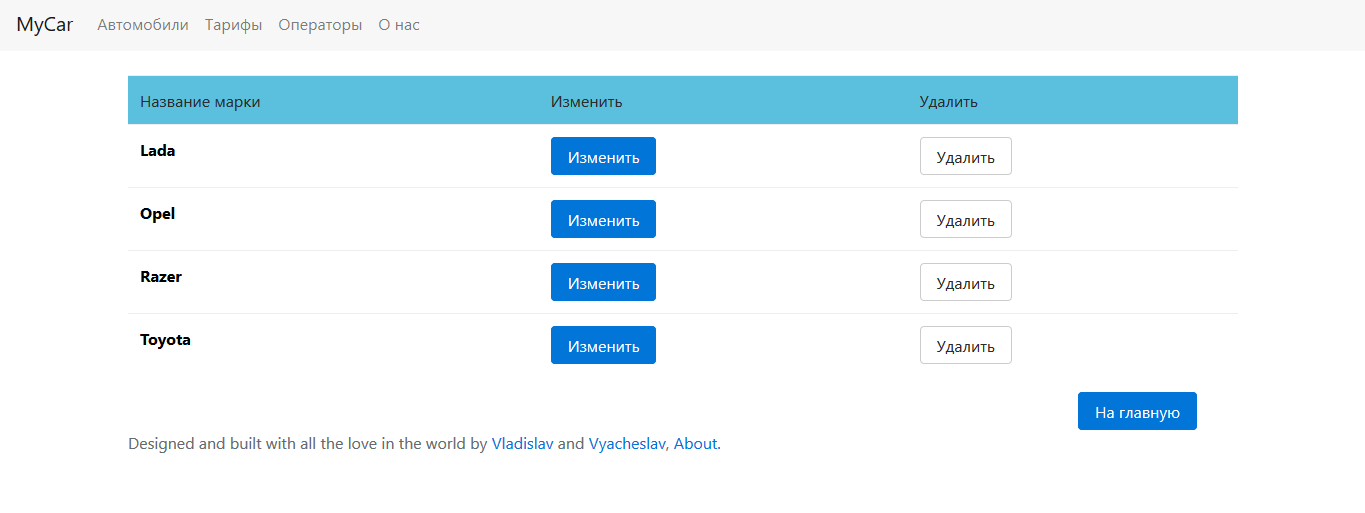 MyCar Автомобили Тарифы Операторы О нас
Название марки Изменить Удалить
Lada Изменить Удалить
Opel Изменить Удалить
Razer Изменить Удалить
Toyota Изменить Удалить
На главную
Designed and built with all the love in the world by Vladislav and Vyacheslav, About.